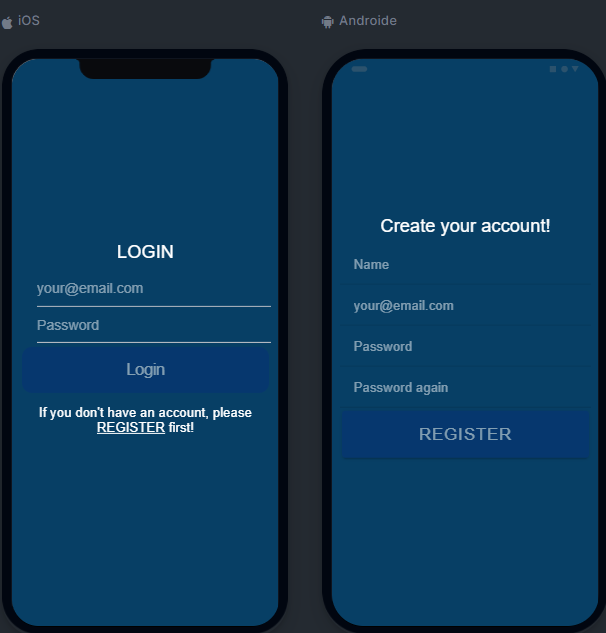 iOS
Androide
LOGIN
your@email.com
Password
Login
If you don't have an account, please
REGISTER first!
Create your account!
Name
your@email.com
Password
Password again
REGISTER